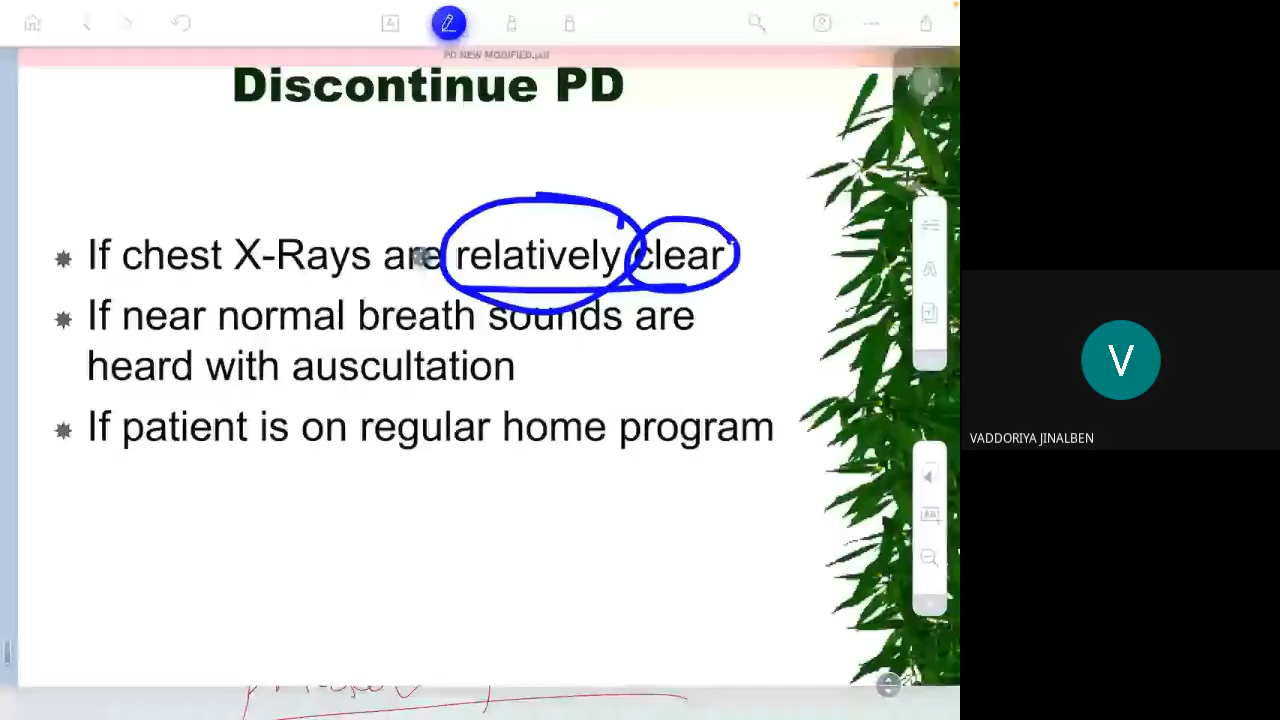 PD NEW MODIFIED.pdf
Discontinue PD
If chest X-Rays are relatively clear
If near normal breath sounds are
heard with auscultation
If patient is on regular home program
V
VADDORIYA JINALBEN